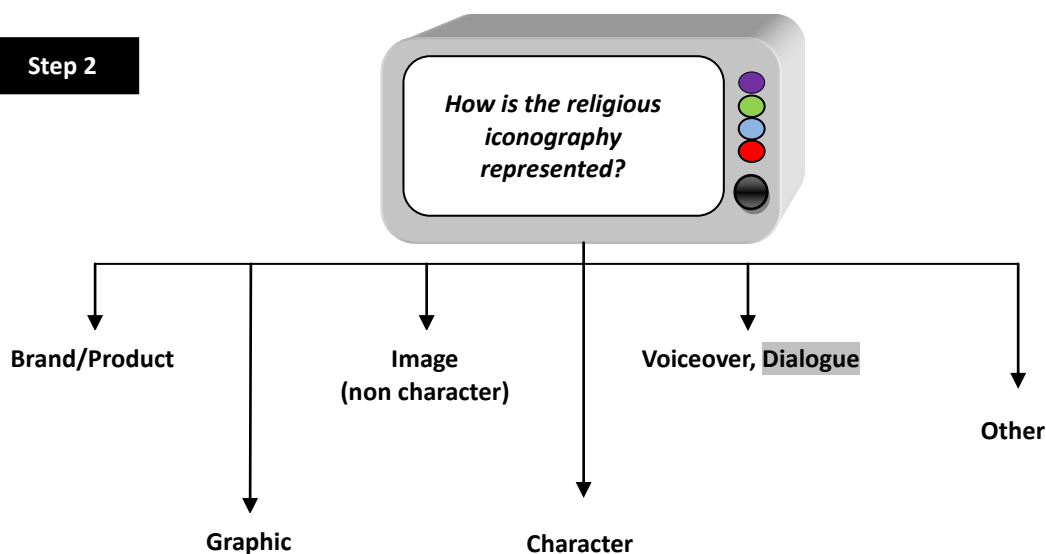 Step 2
How is the religious
iconography
represented?
Brand/Product
Image
(non character)
Voiceover, Dialogue
Other
Graphic
Character